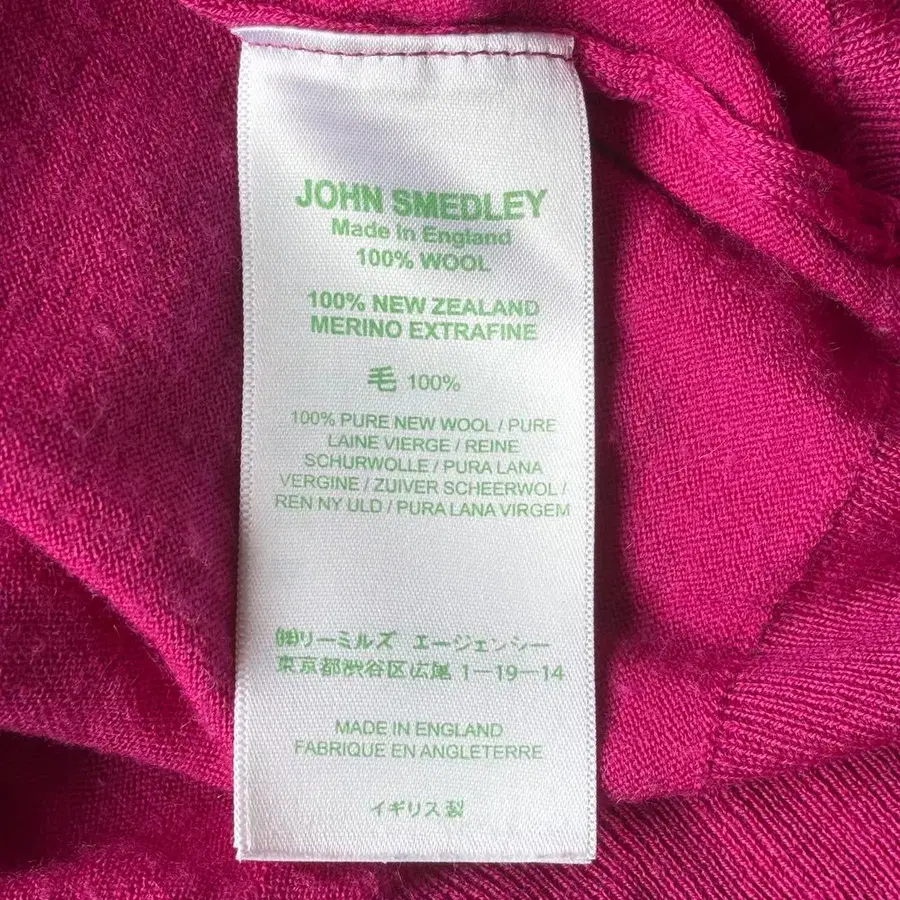 JOHN SMEDLEY
Made in England
100% WOOL
100% NEW ZEALAND
MERINO EXTRAFINE
毛 100%
100% PURE NEW WOOL / PURE
LAINE VIERGE / REINE
SCHURWOLLE / PURA LANA
VERGINE / ZUIVER SCHEERWOL /
REN NY ULD / PURA LANA VIRGEM
㈱リーミルズ エージェンシー
東京都渋谷区広尾 1-19-14
MADE IN ENGLAND
FABRIQUE EN ANGLETERRE
イギリス製